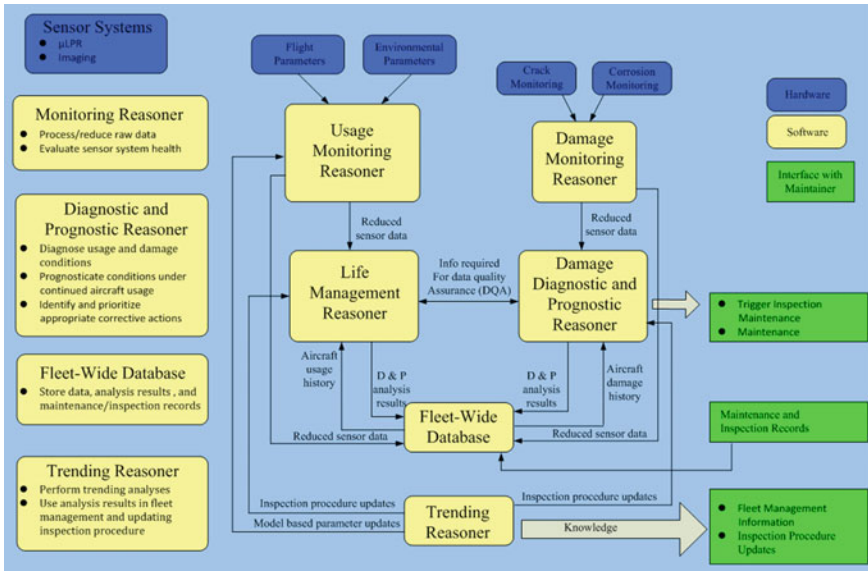 Sensor Systems
● µLPR
● Imaging
Monitoring Reasoner
● Process/reduce raw data
● Evaluate sensor system health
Diagnostic and
Prognostic Reasoner
● Diagnose usage and damage
conditions
● Prognosticate conditions under
continued aircraft usage
● Identify and prioritize
appropriate corrective actions
Fleet-Wide Database
● Store data, analysis results , and
maintenance/inspection records
Trending Reasoner
● Perform trending analyses
● Use analysis results in fleet
management and updating
inspection procedure
Flight
Parameters
Environmental
Parameters
Crack
Monitoring
Corrosion
Monitoring
Usage
Monitoring
Reasoner
Damage
Monitoring
Reasoner
Reduced
sensor data
Reduced
sensor data
Life
Management
Reasoner
Info required
For data quality
Assurance (DQA)
Damage
Diagnostic and
Prognostic
Reasoner
Aircraft
usage
history
D & P
analysis
results
D & P
analysis
results
Aircraft
damage
history
Fleet-Wide
Database
Reduced sensor data
Reduced sensor data
Inspection procedure updates
Inspection procedure updates
Model based parameter updates
Trending
Reasoner
Knowledge
Hardware
Software
Interface with
Maintainer
● Trigger Inspection
Maintenance
● Maintenance
Maintenance and
Inspection Records
● Fleet Management
Information
● Inspection Procedure
Updates